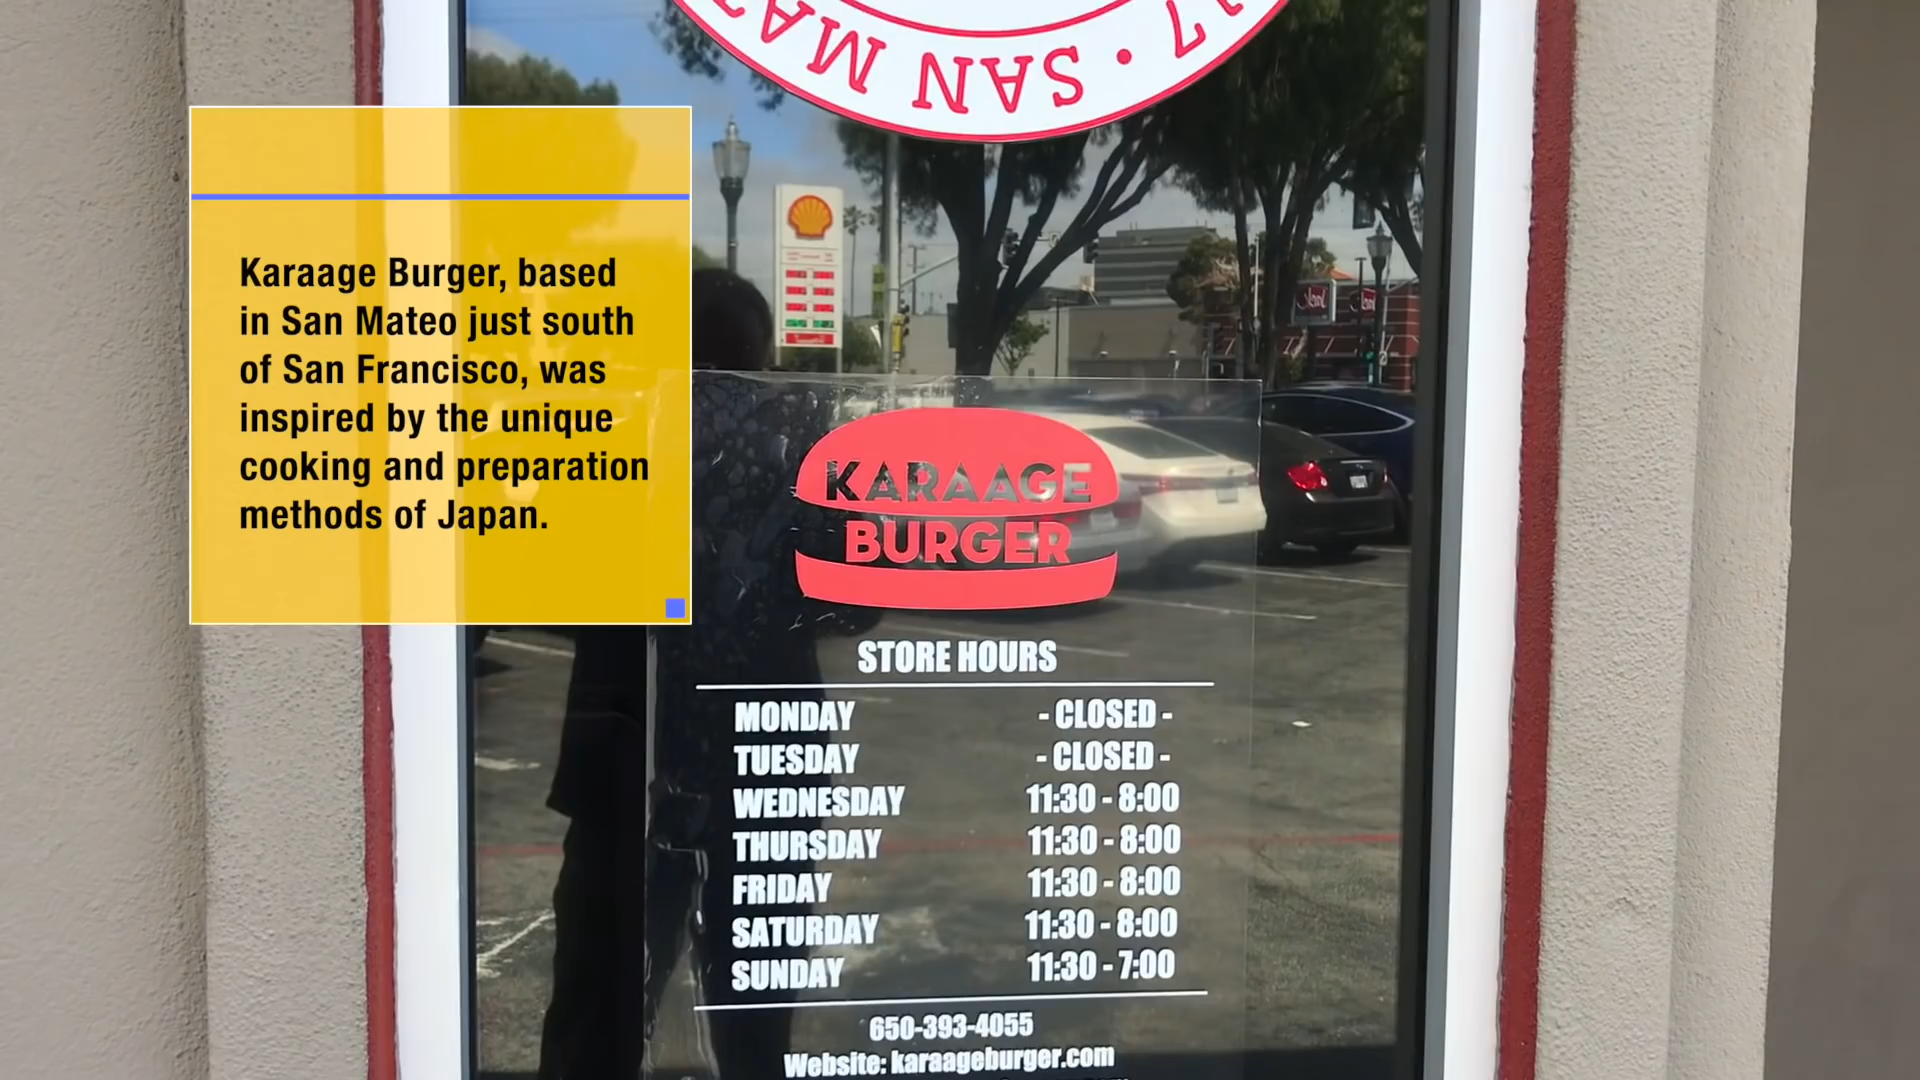 SAN MAT
Karaage Burger, based
in San Mateo just south
of San Francisco, was
inspired by the unique
cooking and preparation
methods of Japan.
KARAAGE
BURGER
STORE HOURS
MONDAY - CLOSED -
TUESDAY - CLOSED -
WEDNESDAY 11:30 - 8:00
THURSDAY 11:30 - 8:00
FRIDAY 11:30 - 8:00
SATURDAY 11:30 - 8:00
SUNDAY 11:30 - 7:00
650-393-4055
Website: karaageburger.com